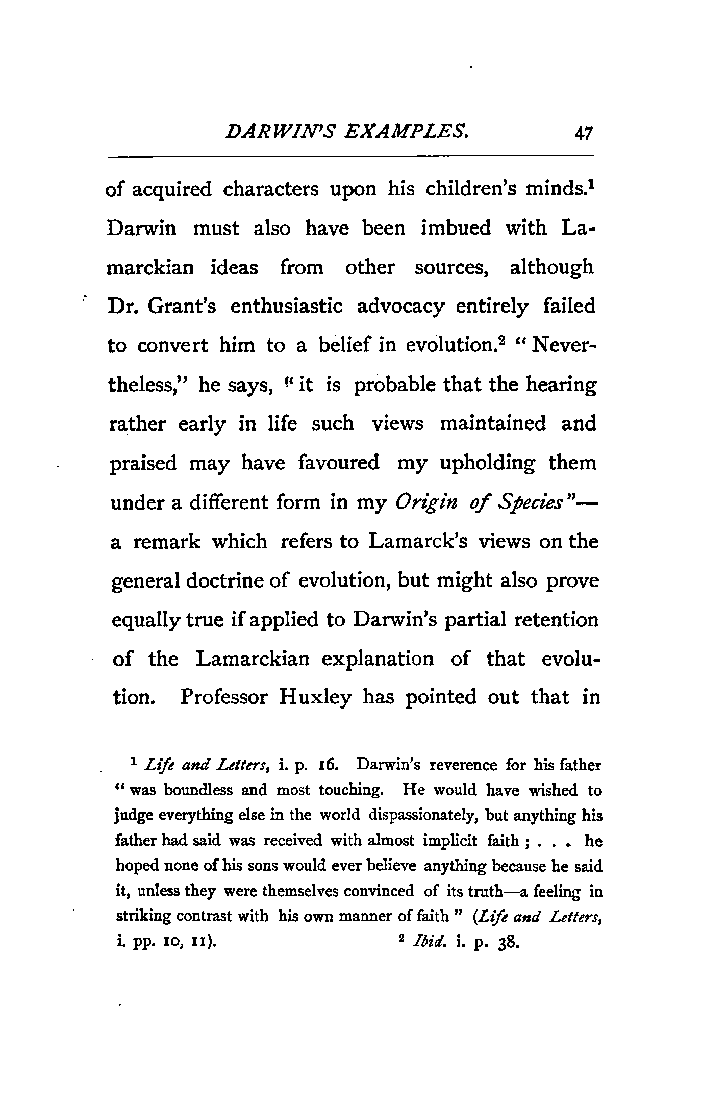 DARWIN'S EXAMPLES. 47
of acquired characters upon his children's minds.¹
Darwin must also have been imbued with La-
marckian ideas from other sources, although
Dr. Grant's enthusiastic advocacy entirely failed
to convert him to a belief in evolution.² “ Never-
theless,” he says, “ it is probable that the hearing
rather early in life such views maintained and
praised may have favoured my upholding them
under a different form in my Origin of Species ”—
a remark which refers to Lamarck's views on the
general doctrine of evolution, but might also prove
equally true if applied to Darwin's partial retention
of the Lamarckian explanation of that evolu-
tion. Professor Huxley has pointed out that in
¹ Life and Letters, i. p. 16. Darwin's reverence for his father
“ was boundless and most touching. He would have wished to
judge everything else in the world dispassionately, but anything his
father had said was received with almost implicit faith ; . . . he
hoped none of his sons would ever believe anything because he said
it, unless they were themselves convinced of its truth—a feeling in
striking contrast with his own manner of faith ” (Life and Letters,
i. pp. 10, 11). ² Ibid. i. p. 38.